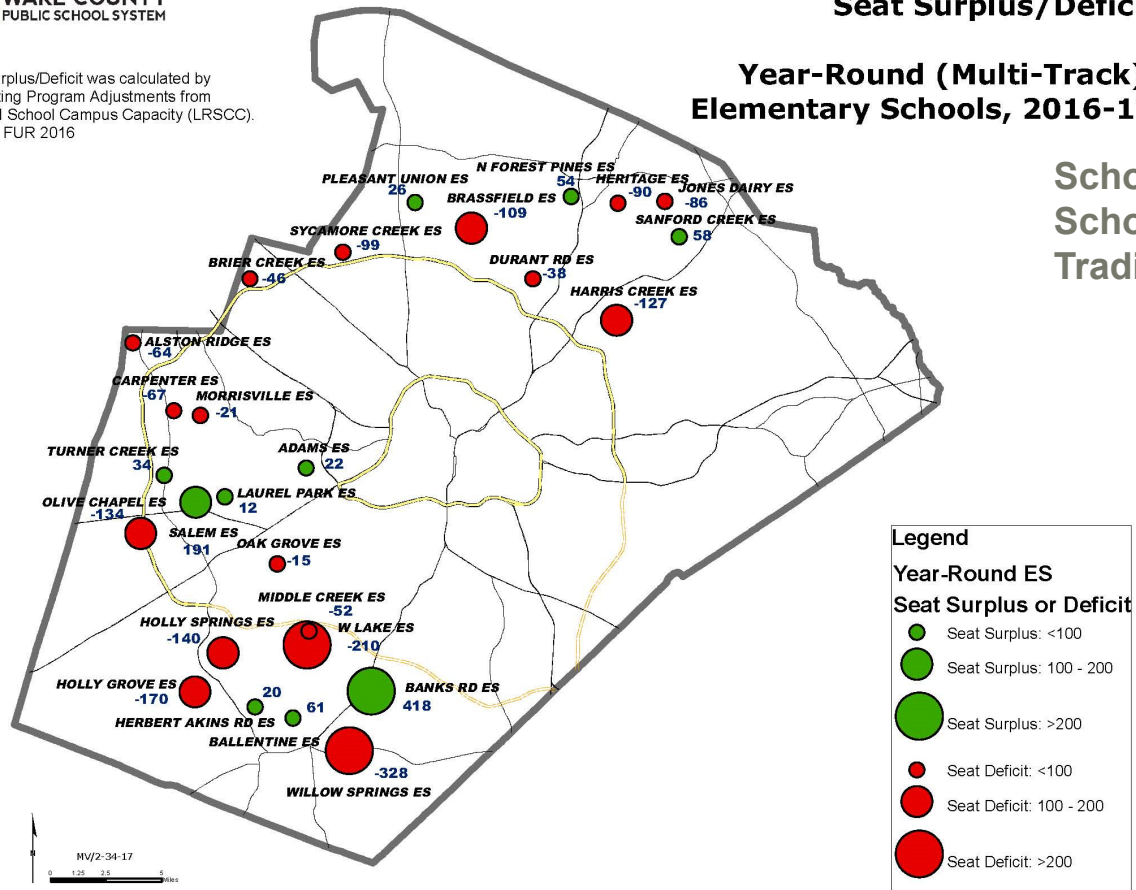 WAKE COUNTY
PUBLIC SCHOOL SYSTEM
Seat Surplus/Defic
rplus/Deficit was calculated by
ing Program Adjustments from
l School Campus Capacity (LRSCC).
FUR 2016
Year-Round (Multi-Track)
Elementary Schools, 2016-1
Scho
Scho
Tradi
N FOREST PINES ES
54
PLEASANT UNION ES
26
HERITAGE ES
-90
JONES DAIRY ES
-86
BRASSFIELD ES
-109
SANFORD CREEK ES
58
SYCAMORE CREEK ES
-99
BRIER CREEK ES
-46
DURANT RD ES
-38
HARRIS CREEK ES
-127
ALSTON RIDGE ES
-64
CARPENTER ES
-67
MORRISVILLE ES
-21
TURNER CREEK ES
34
ADAMS ES
22
LAUREL PARK ES
12
OLIVE CHAPEL ES
-134
SALEM ES
191
OAK GROVE ES
-15
MIDDLE CREEK ES
-52
HOLLY SPRINGS ES
-140
W LAKE ES
-210
HOLLY GROVE ES
-170
BANKS RD ES
418
20
61
HERBERT AKINS RD ES
BALLENTINE ES
-328
WILLOW SPRINGS ES
Legend
Year-Round ES
Seat Surplus or Deficit
Seat Surplus: <100
Seat Surplus: 100 - 200
Seat Surplus: >200
Seat Deficit: <100
Seat Deficit: 100 - 200
Seat Deficit: >200
N
MV/2-34-17
0 1.25 2.5 5
Miles